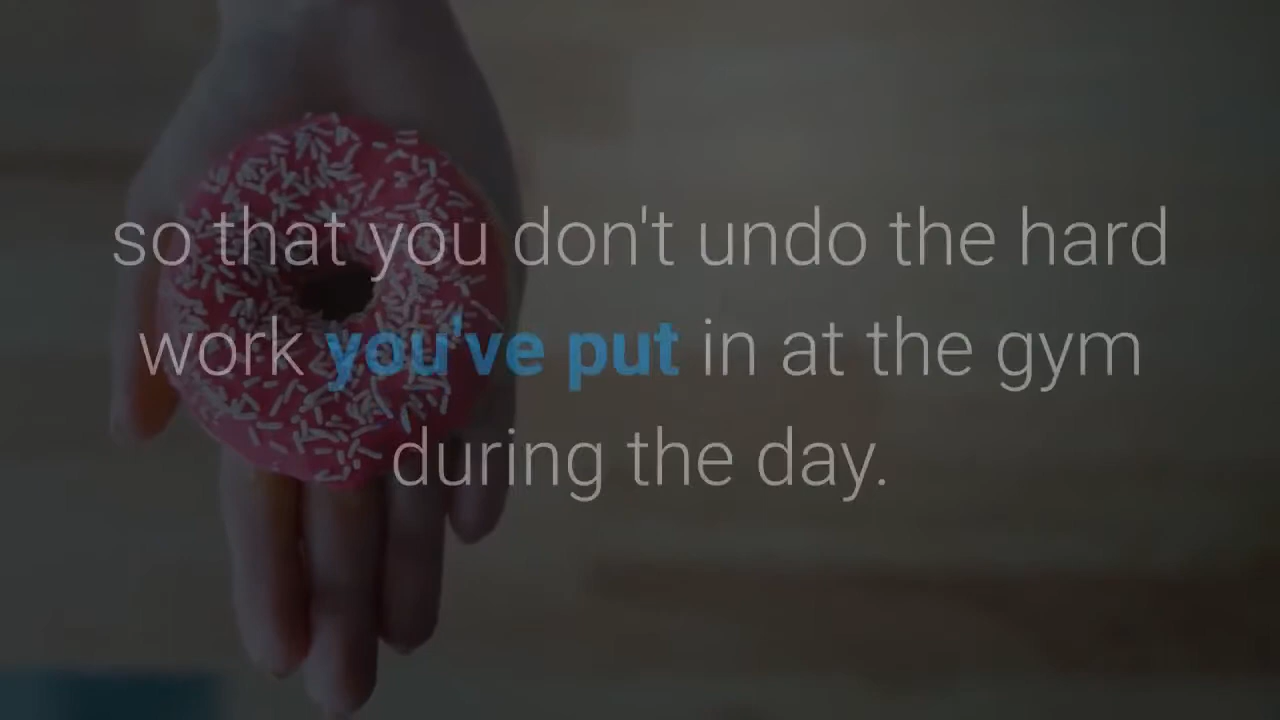 so that you don't undo the hard
work you've put in at the gym
during the day.